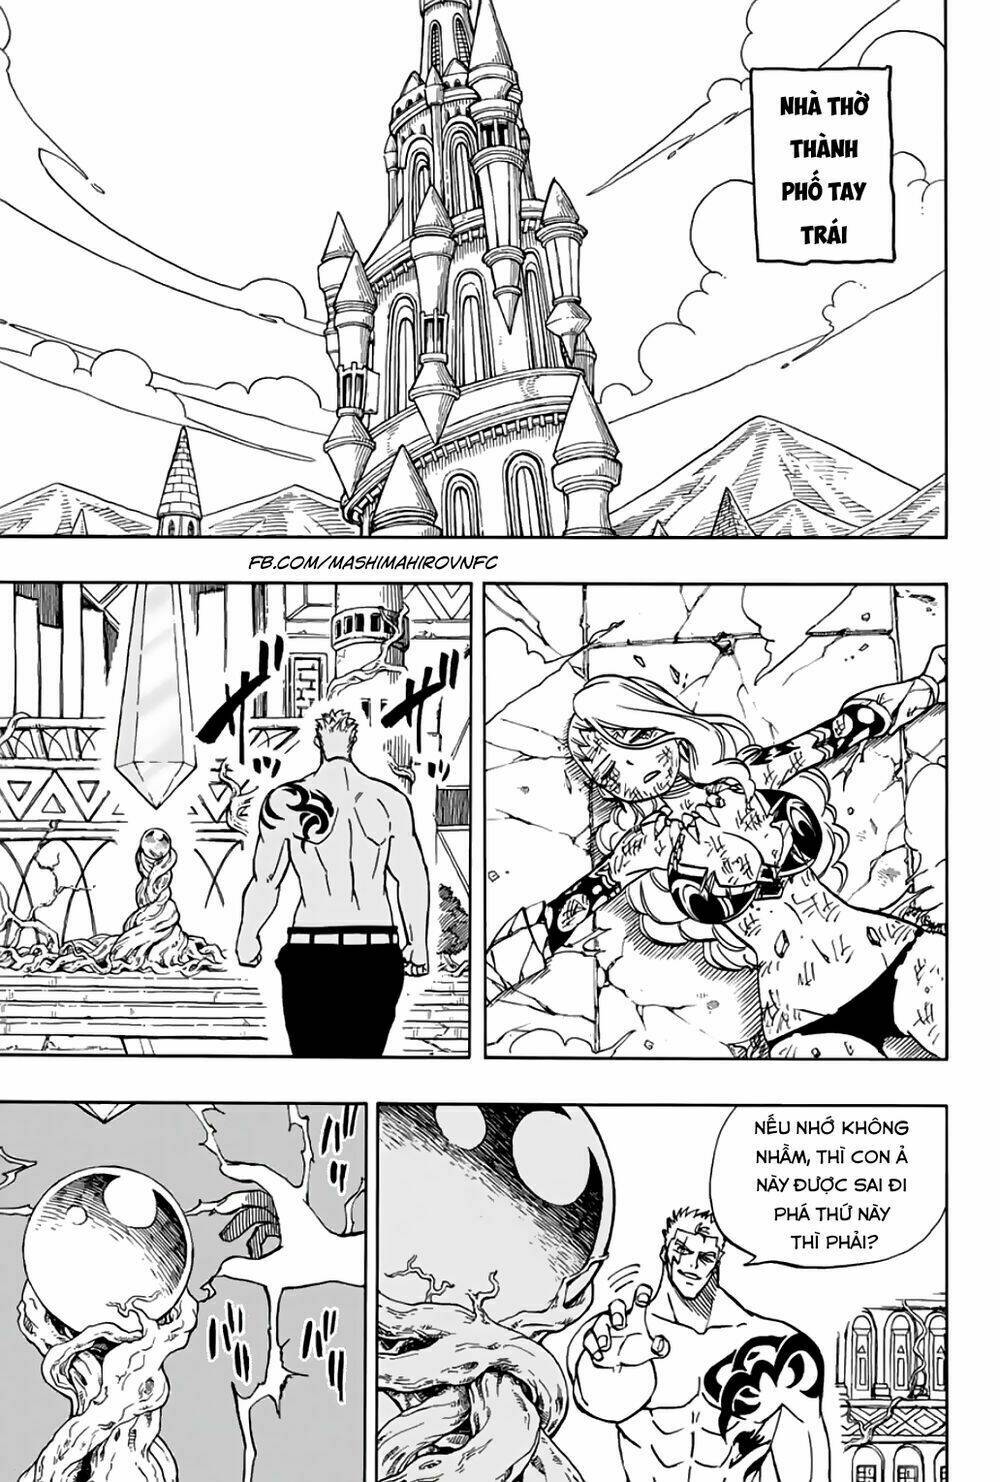 NHÀ THỜ
THÀNH
PHỐ TAY
TRÁI
FB.COM/MASHIMAHIROVNFC
NẾU NHỚ KHÔNG
NHẦM, THÌ CON Ả
NÀY ĐƯỢC SAI ĐI
PHÁ THỨ NÀY
THÌ PHẢI?